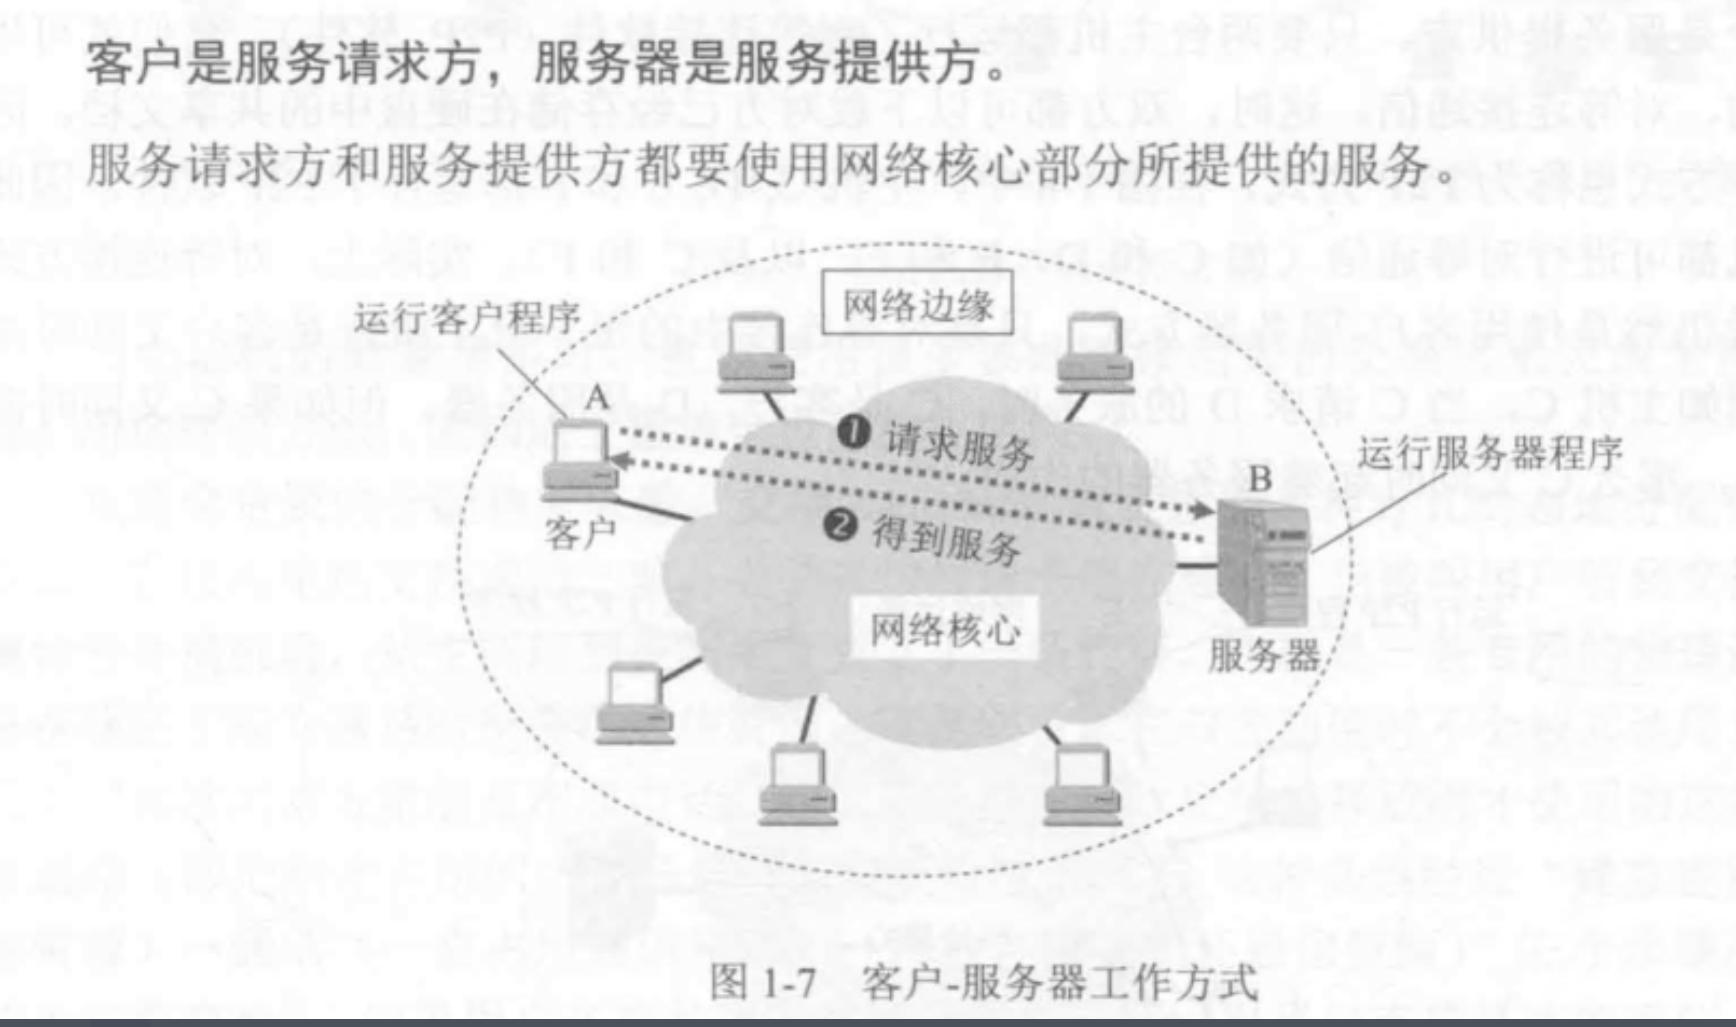 客户是服务请求方，服务器是服务提供方。
服务请求方和服务提供方都要使用网络核心部分所提供的服务。
网络边缘
运行客户程序
A
❶ 请求服务
运行服务器程序
B
客户
❷ 得到服务
网络核心
服务器
图 1-7 客户-服务器工作方式